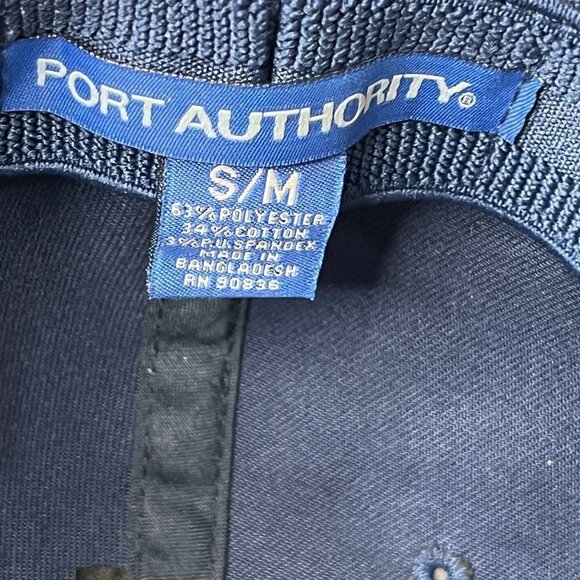 PORT AUTHORITY®
S/M
63% POLYESTER
34% COTTON
3% P.U. SPANDEX
MADE IN
BANGLADESH
RN 90836